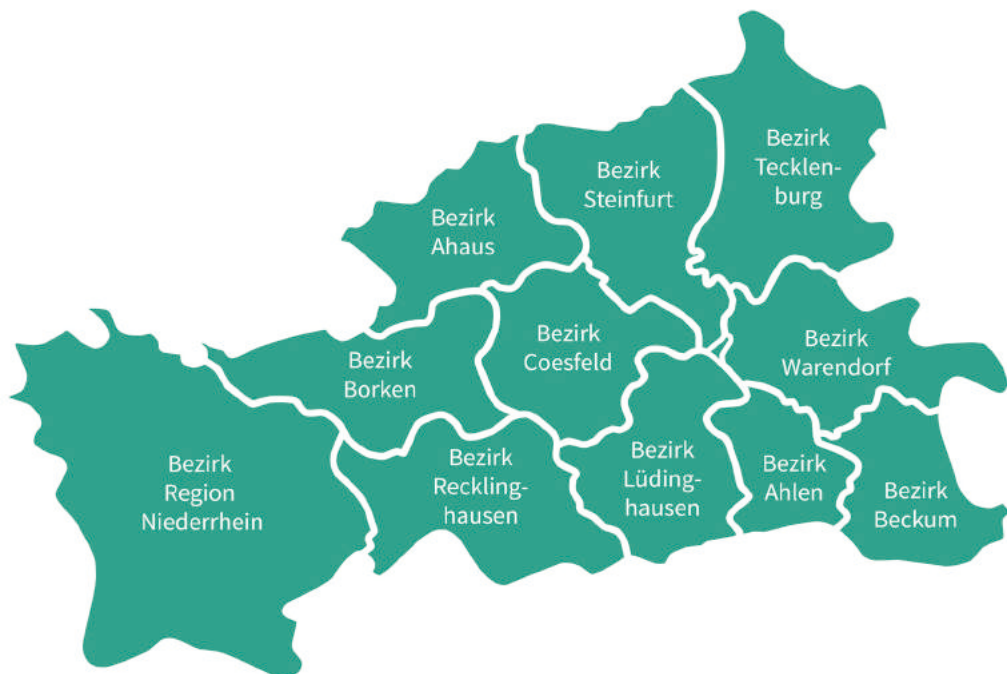 Bezirk
Tecklen-
burg
Bezirk
Steinfurt
Bezirk
Ahaus
Bezirk
Coesfeld
Bezirk
Warendorf
Bezirk
Borken
Bezirk
Region
Niederrhein
Bezirk
Reckling-
hausen
Bezirk
Lüding-
hausen
Bezirk
Ahlen
Bezirk
Beckum